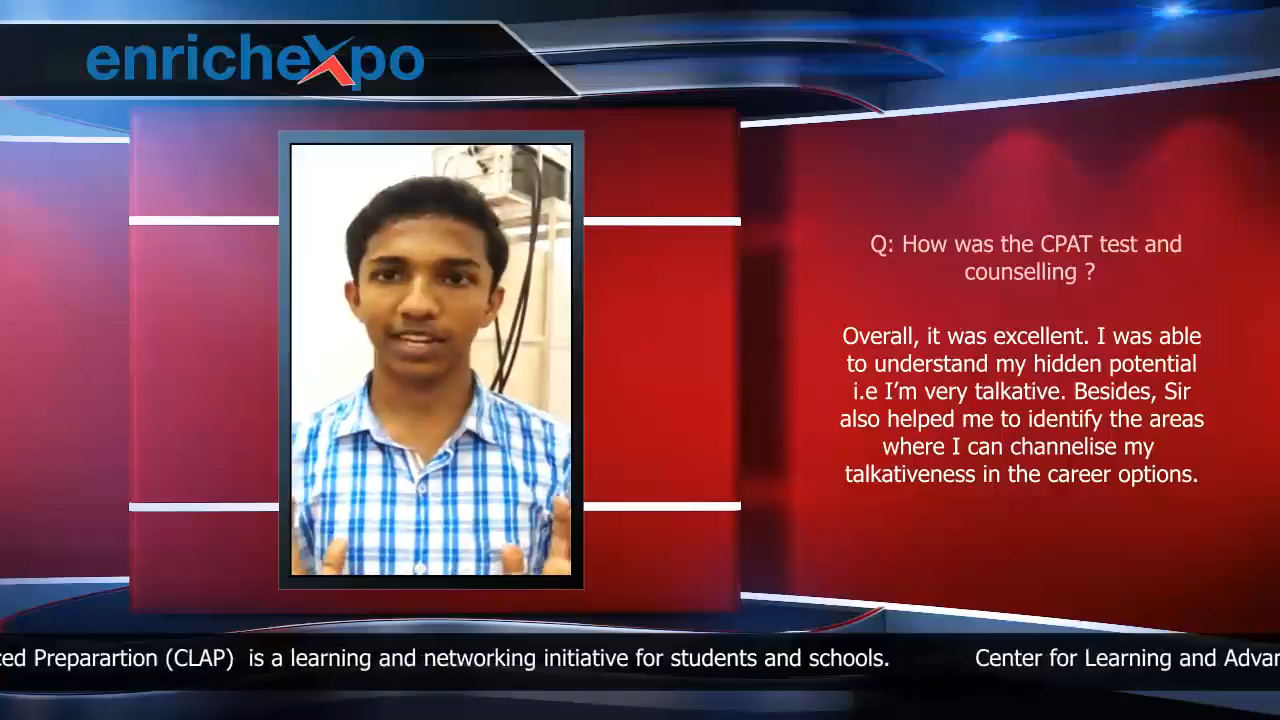 enrichexpo
Q: How was the CPAT test and
counselling ?
Overall, it was excellent. I was able
to understand my hidden potential
i.e I’m very talkative. Besides, Sir
also helped me to identify the areas
where I can channelise my
talkativeness in the career options.
ced Preparartion (CLAP)  is a learning and networking initiative for students and schools. Center for Learning and Advan